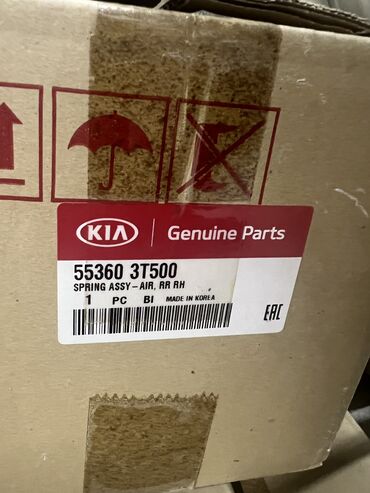 KIA Genuine Parts
55360 3T500
SPRING ASSY-AIR, RR RH
1 PC BI MADE IN KOREA
EAC